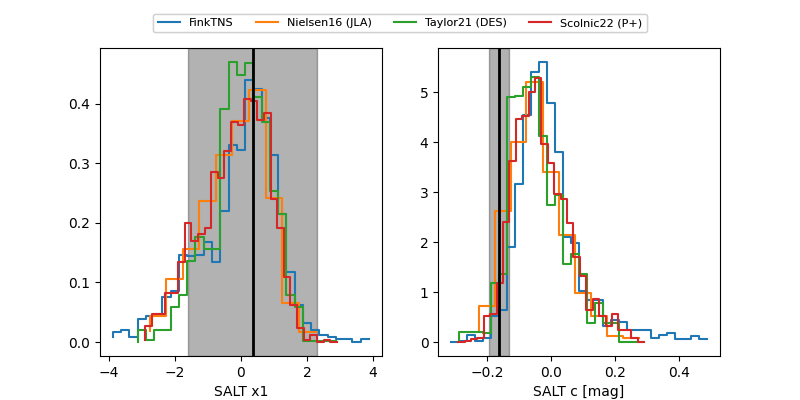 FinkTNS Nielsen16 (JLA) Taylor21 (DES) Scolnic22 (P+)
0.4
0.3
0.2
0.1
0.0
−4 −2 0 2 4
SALT x1
5
4
3
2
1
0
−0.2 0.0 0.2 0.4
SALT c [mag]